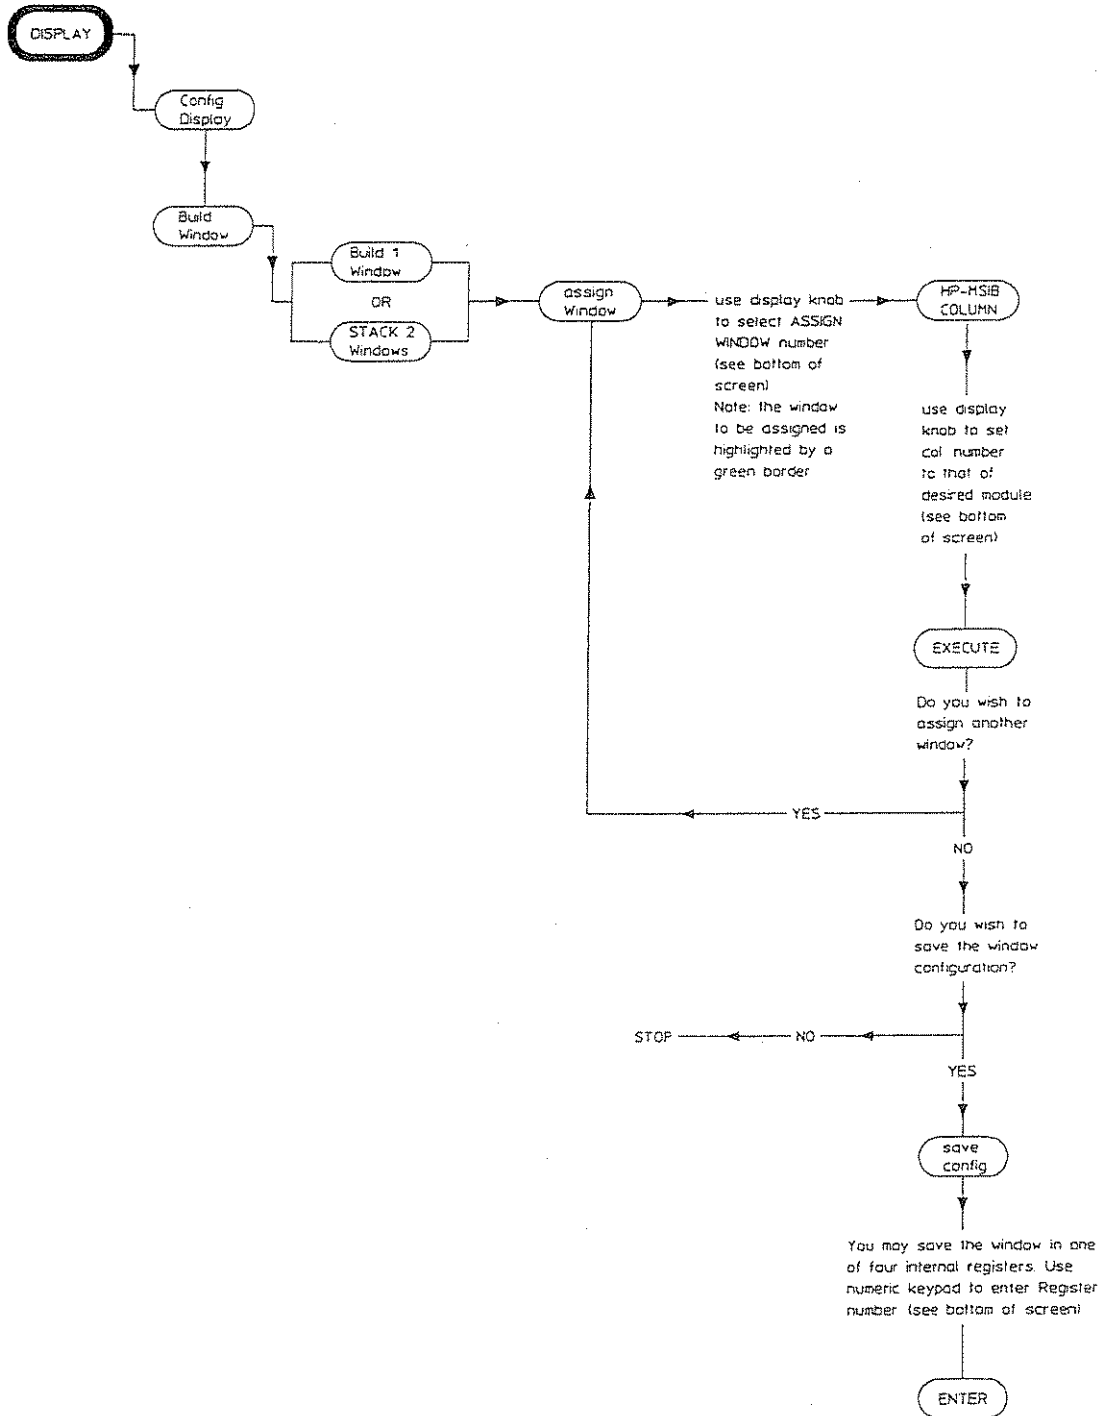 DISPLAY
Config
Display
Build
Window
Build 1
Window
OR
STACK 2
Windows
assign
Window
use display knob
to select ASSIGN
WINDOW number
(see bottom of
screen)
Note: the window
to be assigned is
highlighted by a
green border
HP-MSIB
COLUMN
use display
knob to set
col number
to that of
desired module
(see bottom
of screen)
EXECUTE
Do you wish to
assign another
window?
YES
NO
Do you wish to
save the window
configuration?
STOP
NO
YES
save
config
You may save the window in one
of four internal registers. Use
numeric keypad to enter Register
number (see bottom of screen)
ENTER